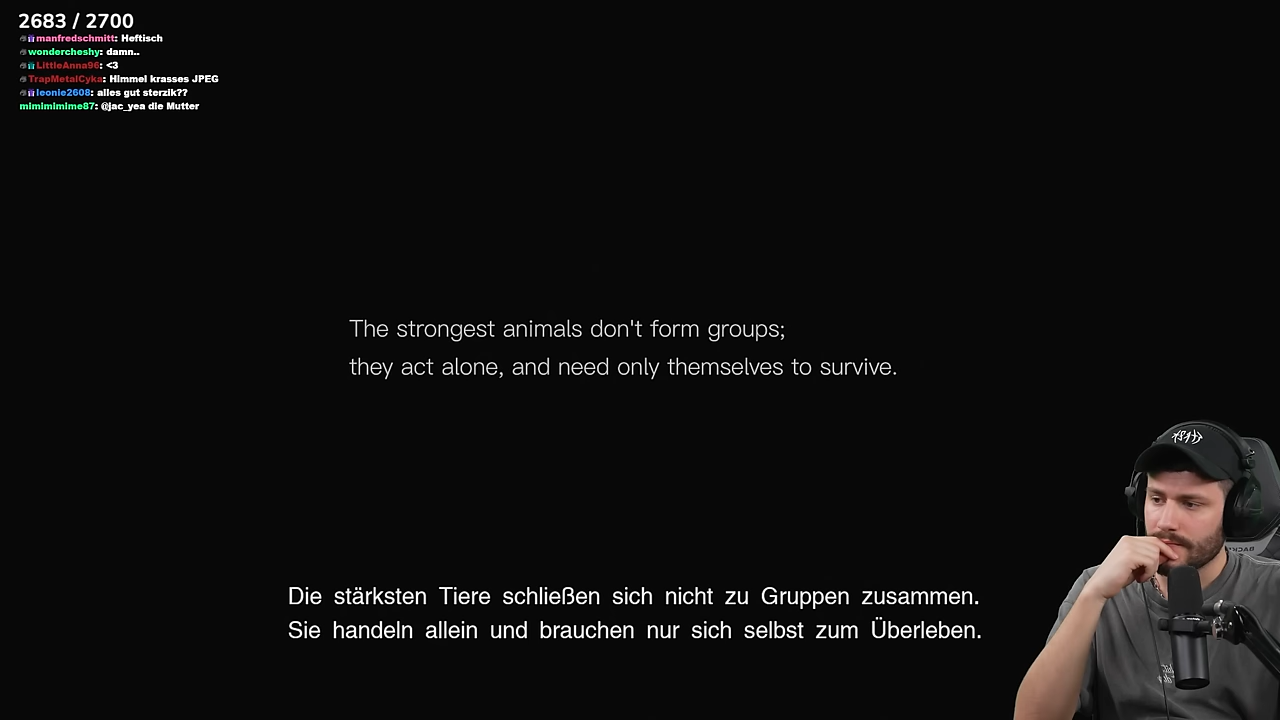 2683 / 2700
manfredschmitt: Heftisch
wondercheshy: damn..
LittleAnna96: <3
TrapMetalCyka: Himmel krasses JPEG
leonie2608: alles gut sterzik??
mimimimime87: @jac_yea die Mutter
The strongest animals don't form groups;
they act alone, and need only themselves to survive.
Die stärksten Tiere schließen sich nicht zu Gruppen zusammen.
Sie handeln allein und brauchen nur sich selbst zum Überleben.